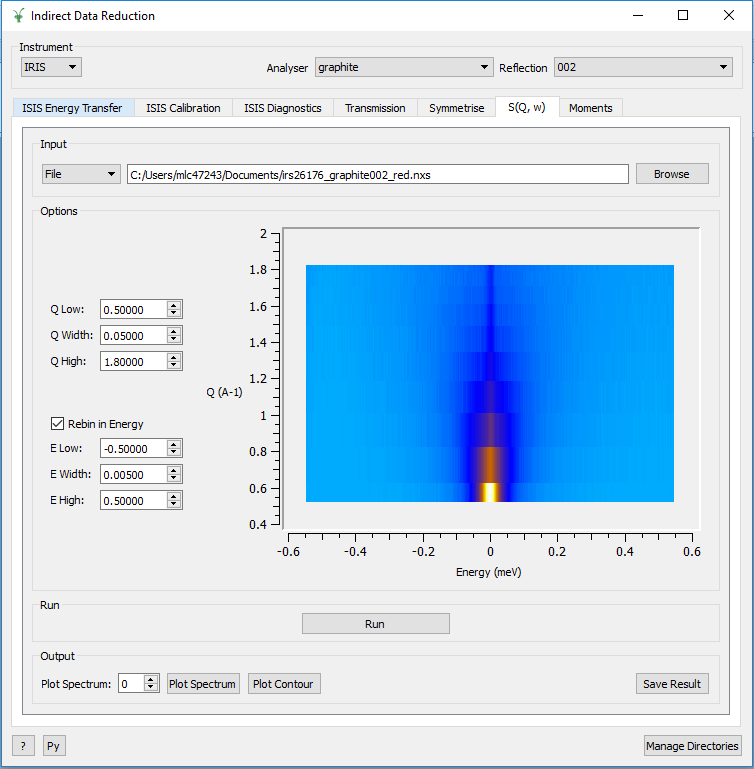 Indirect Data Reduction
Instrument
IRIS Analyser graphite Reflection 002
ISIS Energy Transfer ISIS Calibration ISIS Diagnostics Transmission Symmetrise S(Q, w) Moments
Input
File C:/Users/mlc47243/Documents/irs26176_graphite002_red.nxs Browse
Options
Q Low: 0.50000
Q Width: 0.05000
Q High: 1.80000
Rebin in Energy
E Low: -0.50000
E Width: 0.00500
E High: 0.50000
Q (A-1)
2
1.8
1.6
1.4
1.2
1
0.8
0.6
0.4
-0.6 -0.4 -0.2 0 0.2 0.4 0.6
Energy (meV)
Run
Run
Output
Plot Spectrum: 0 Plot Spectrum Plot Contour Save Result
? Py Manage Directories